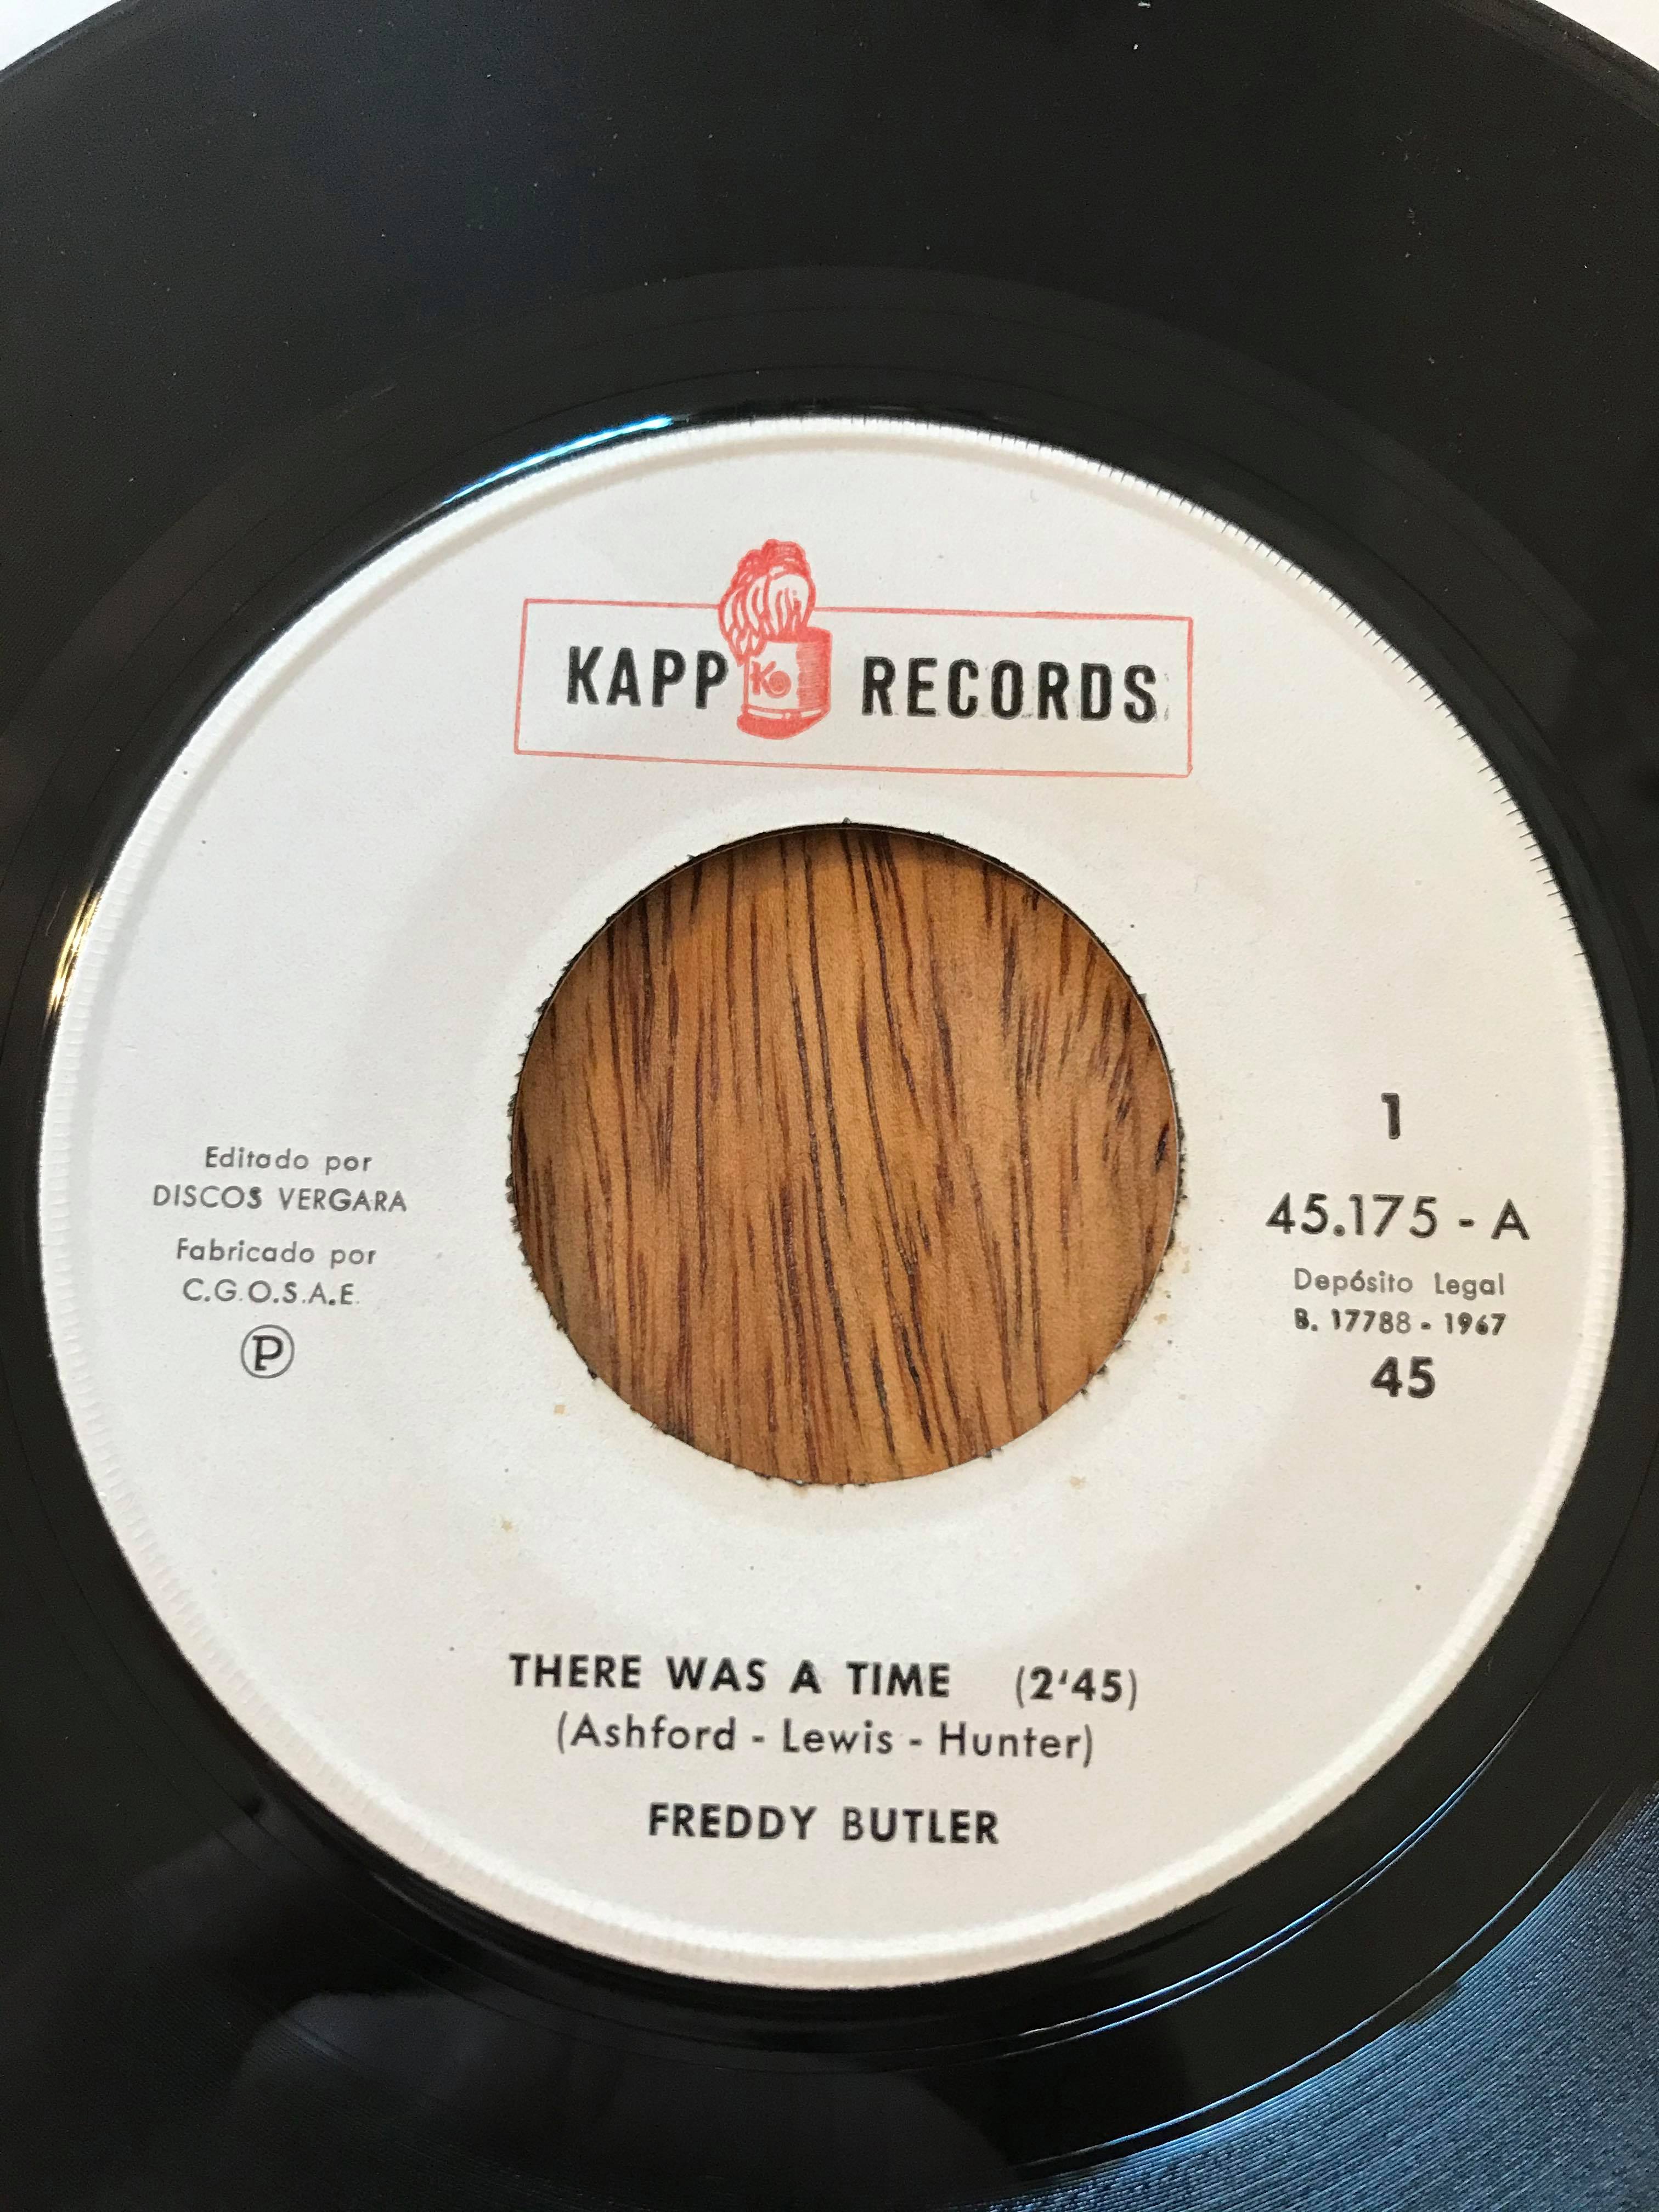 KAPP K RECORDS
Editado por
DISCOS VERGARA
Fabricado por
C.G.O.S.A.E.
P
1
45.175 - A
Depósito Legal
B. 17788 - 1967
45
THERE WAS A TIME (2'45)
(Ashford - Lewis - Hunter)
FREDDY BUTLER